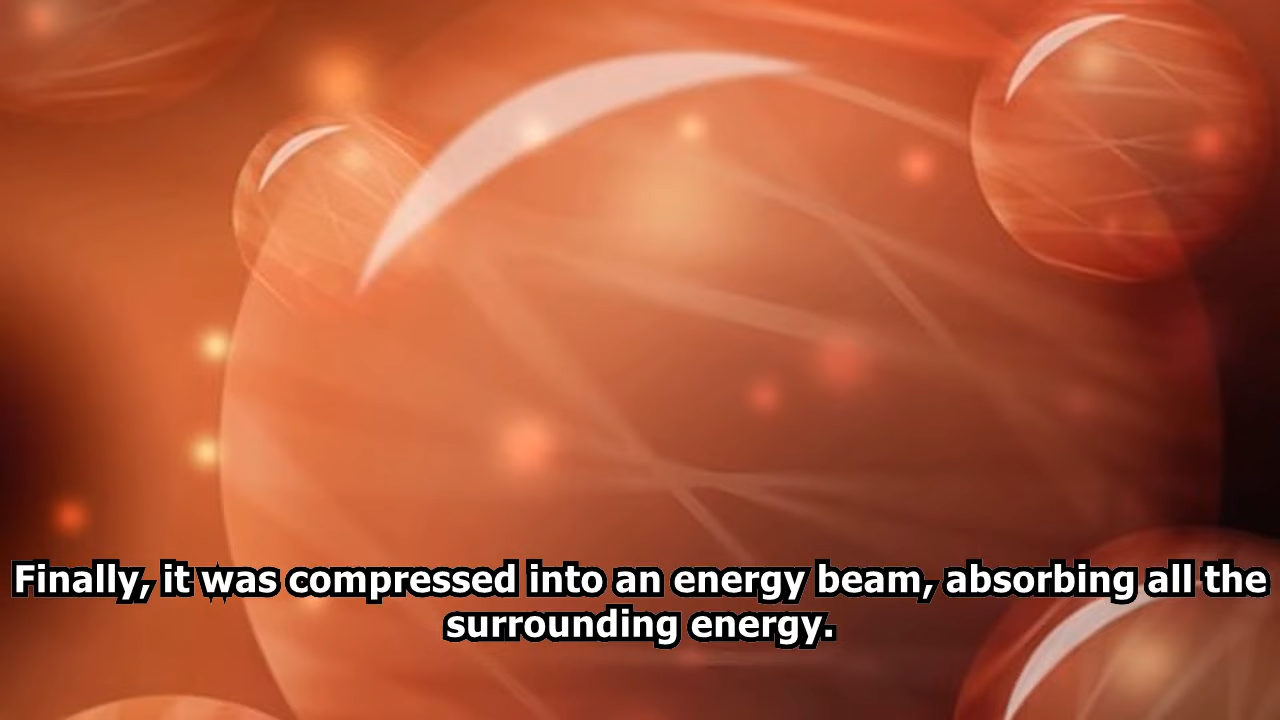 Finally, it was compressed into an energy beam, absorbing all the
surrounding energy.